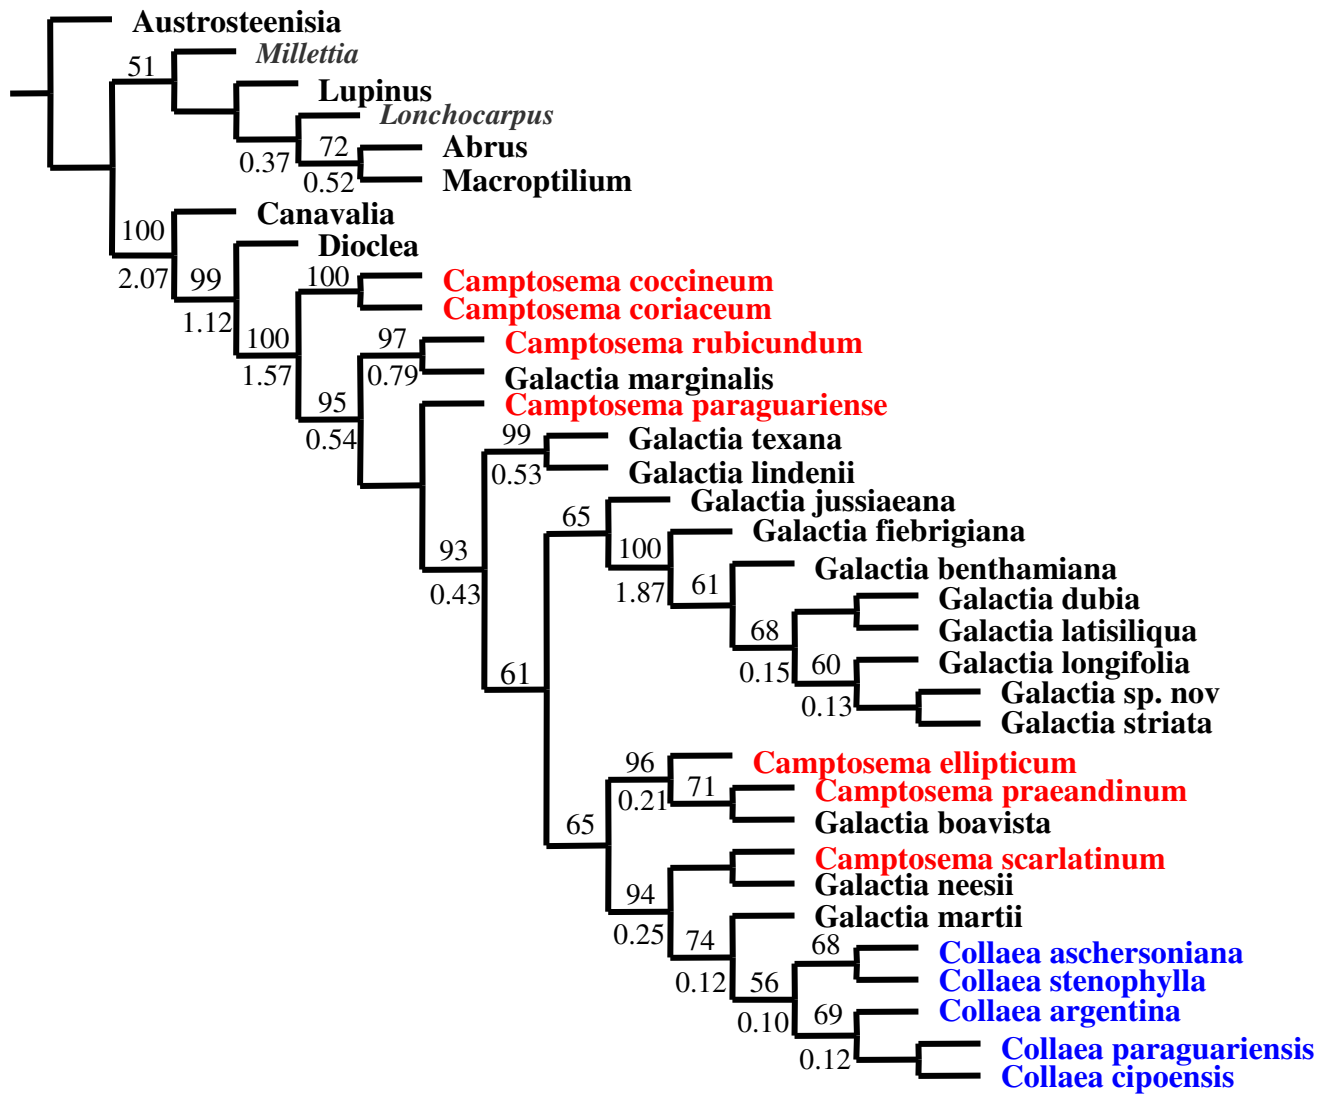 Austrosteenisia
Millettia
51
Lupinus
Lonchocarpus
72
Abrus
0.37
0.52
Macroptilium
Canavalia
100
Dioclea
2.07
99
100
Camptosema coccineum
Camptosema coriaceum
1.12
100
97
Camptosema rubicundum
1.57
0.79
Galactia marginalis
95
Camptosema paraguariense
0.54
99
Galactia texana
0.53
Galactia lindenii
Galactia jussiaeana
65
Galactia fiebrigiana
93
100
Galactia benthamiana
0.43
1.87
61
Galactia dubia
68
Galactia latisiliqua
61
0.15
60
Galactia longifolia
0.13
Galactia sp. nov
Galactia striata
96
Camptosema ellipticum
0.21
71
Camptosema praeandinum
65
Galactia boavista
Camptosema scarlatinum
94
Galactia neesii
Galactia martii
0.25
74
68
Collaea aschersoniana
0.12
56
Collaea stenophylla
0.10
69
Collaea argentina
0.12
Collaea paraguariensis
Collaea cipoensis